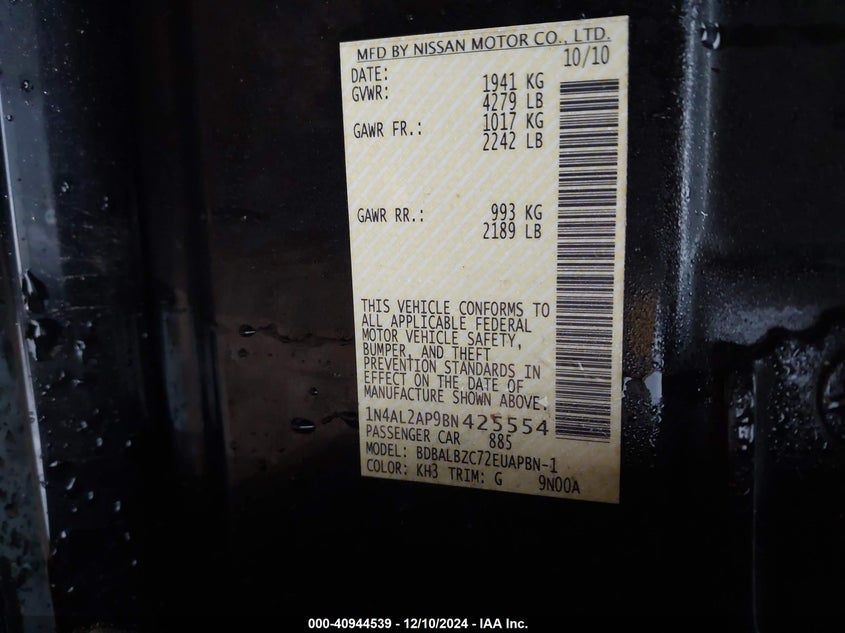 MFD BY NISSAN MOTOR CO., LTD.
DATE: 10/10
GVWR: 1941 KG
4279 LB
GAWR FR.: 1017 KG
2242 LB
GAWR RR.: 993 KG
2189 LB
THIS VEHICLE CONFORMS TO
ALL APPLICABLE FEDERAL
MOTOR VEHICLE SAFETY,
BUMPER, AND THEFT
PREVENTION STANDARDS IN
EFFECT ON THE DATE OF
MANUFACTURE SHOWN ABOVE.
1N4AL2AP9BN425554
PASSENGER CAR 885
MODEL: BDBALBZC72EUAPBN-1
COLOR: KH3 TRIM: G 9N00A
000-40944539 - 12/10/2024 - IAA Inc.